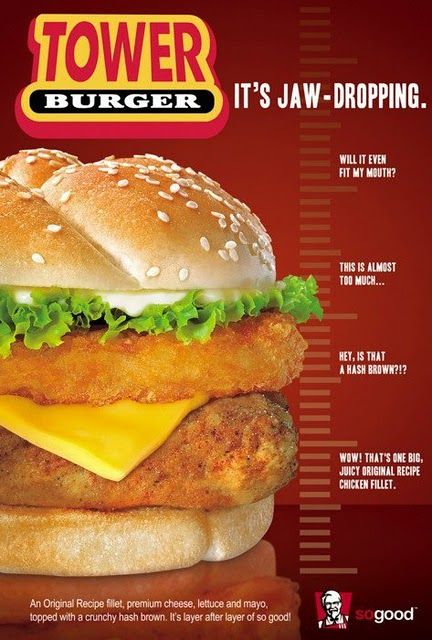 TOWER
BURGER
IT'S JAW-DROPPING.
WILL IT EVEN
FIT MY MOUTH?
THIS IS ALMOST
TOO MUCH...
HEY, IS THAT
A HASH BROWN?!?
WOW! THAT'S ONE BIG,
JUICY ORIGINAL RECIPE
CHICKEN FILLET.
An Original Recipe fillet, premium cheese, lettuce and mayo,
topped with a crunchy hash brown. It's layer after layer of so good!
KFC
sogood™